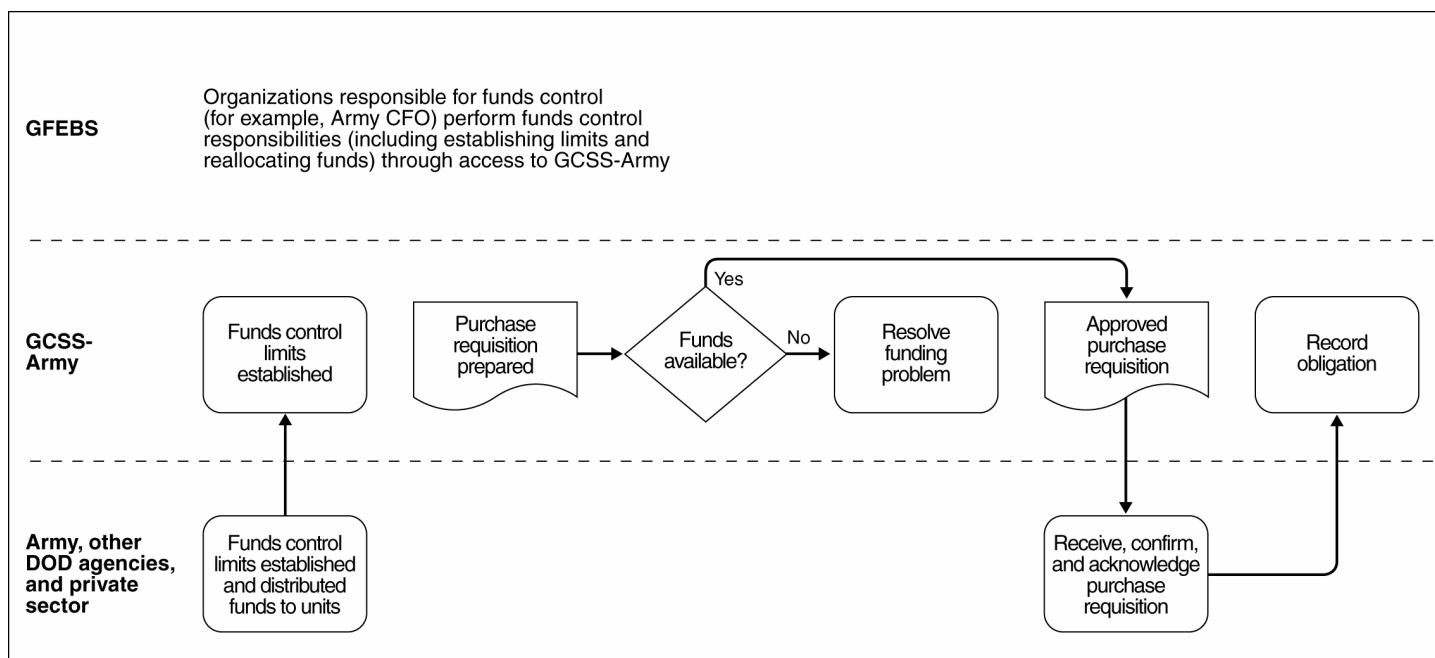 GFEBS
Organizations responsible for funds control
(for example, Army CFO) perform funds control
responsibilities (including establishing limits and
reallocating funds) through access to GCSS-Army
GCSS-
Army
Funds control
limits
established
Purchase
requisition
prepared
Funds
available?
Yes
No
Resolve
funding
problem
Approved
purchase
requisition
Record
obligation
Army, other
DOD agencies,
and private
sector
Funds control
limits established
and distributed
funds to units
Receive, confirm,
and acknowledge
purchase
requisition